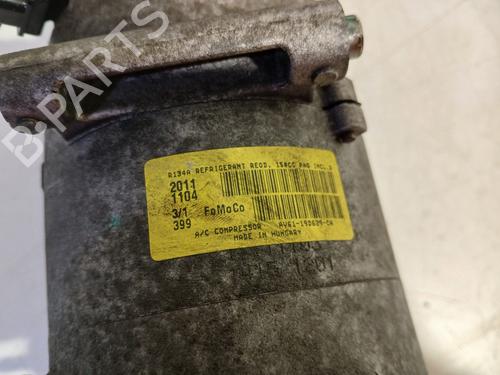 R134A REFRIGERANT REQD. 150CC PAG INCL.
2011
1104
3/1
399
FoMoCo
A/C COMPRESSOR AV61-19D629-CA
MADE IN HUNGARY